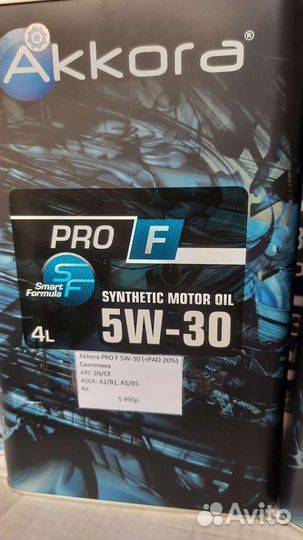 Akkora®
PRO F
SF
Smart
Formula
SYNTHETIC MOTOR OIL
4L
5W-30
Akkora PRO F 5W-30 (+PAO 20%)
Синтетика
API: SN/CF
ASEA: A1/B1, A5/B5
4л.
5 990р.
Avito